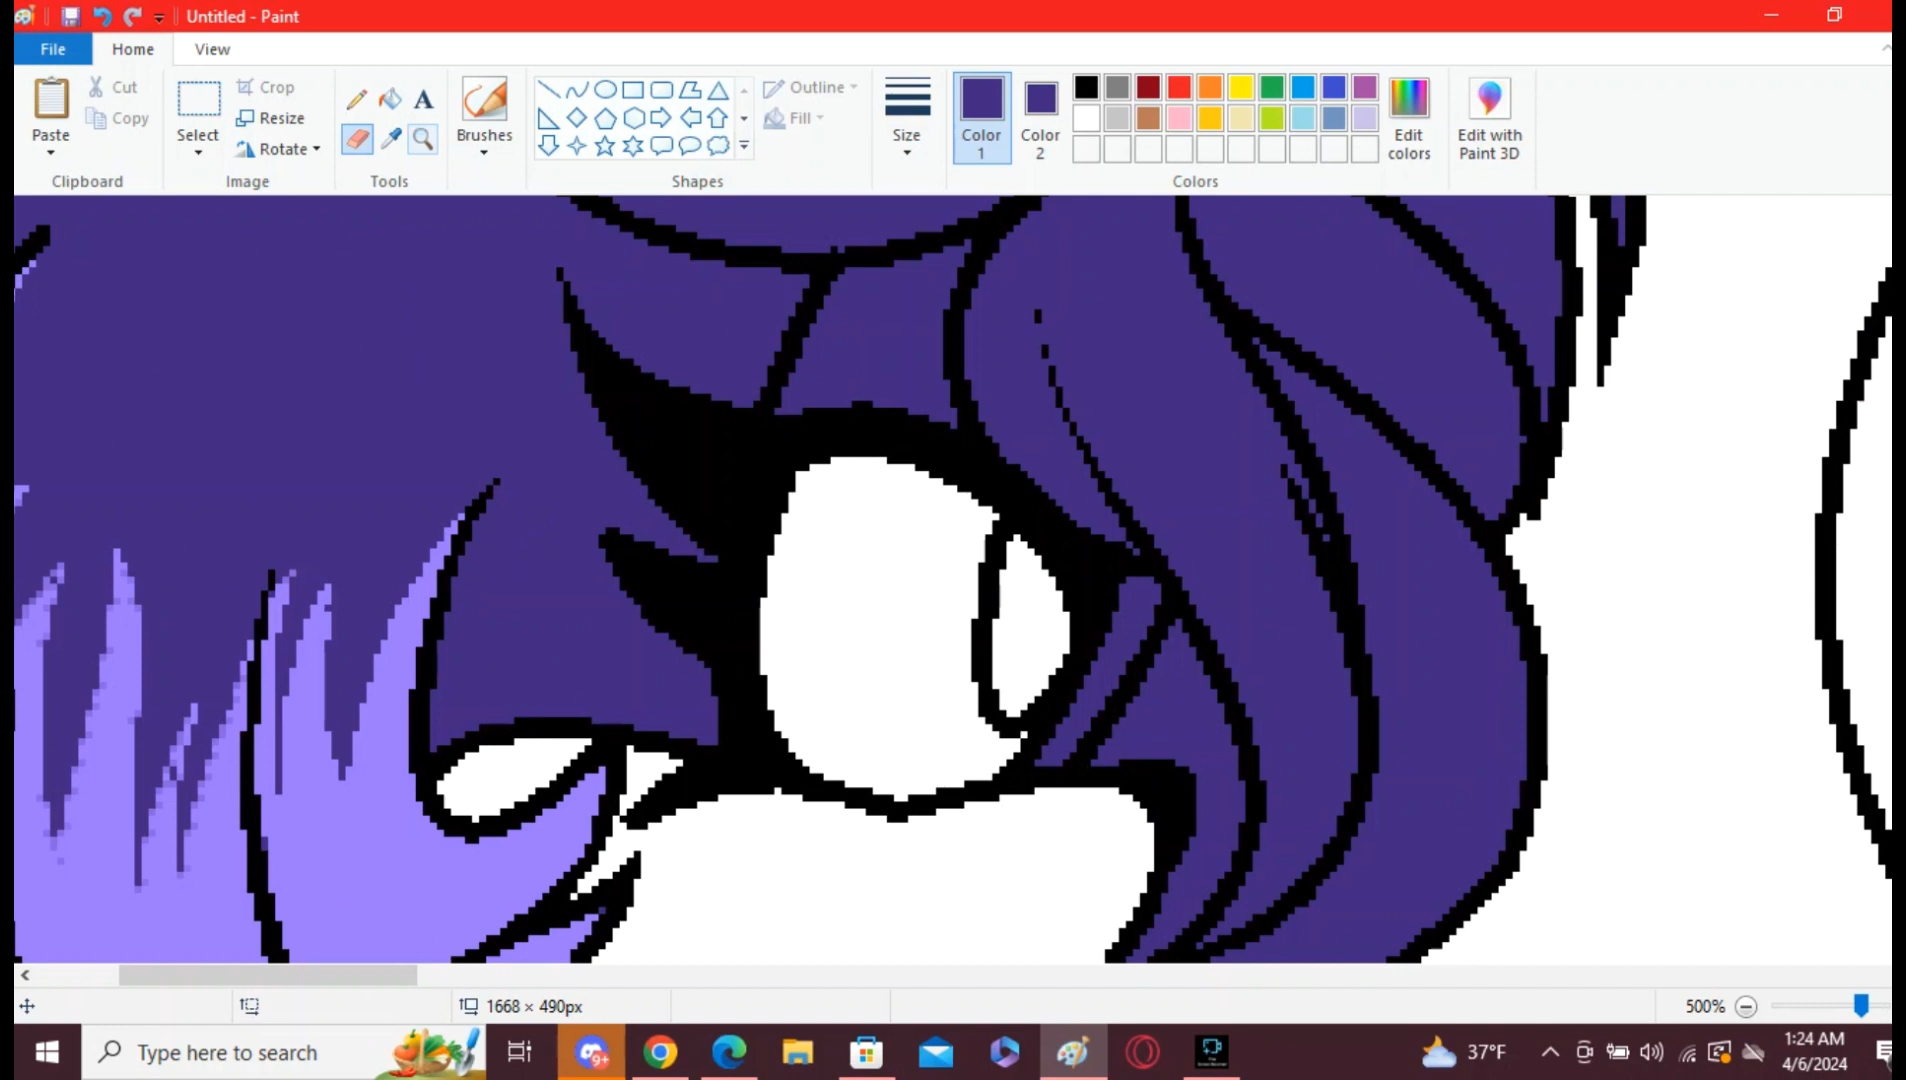 Untitled - Paint
File
Home
View
Paste
Cut
Copy
Clipboard
Select
Crop
Resize
Rotate
Image
A
Tools
Brushes
Shapes
Outline
Fill
Size
Color
1
Color
2
Edit
colors
Colors
Edit with
Paint 3D
1668 × 490px
500%
Type here to search
9+
37°F
1:24 AM
4/6/2024